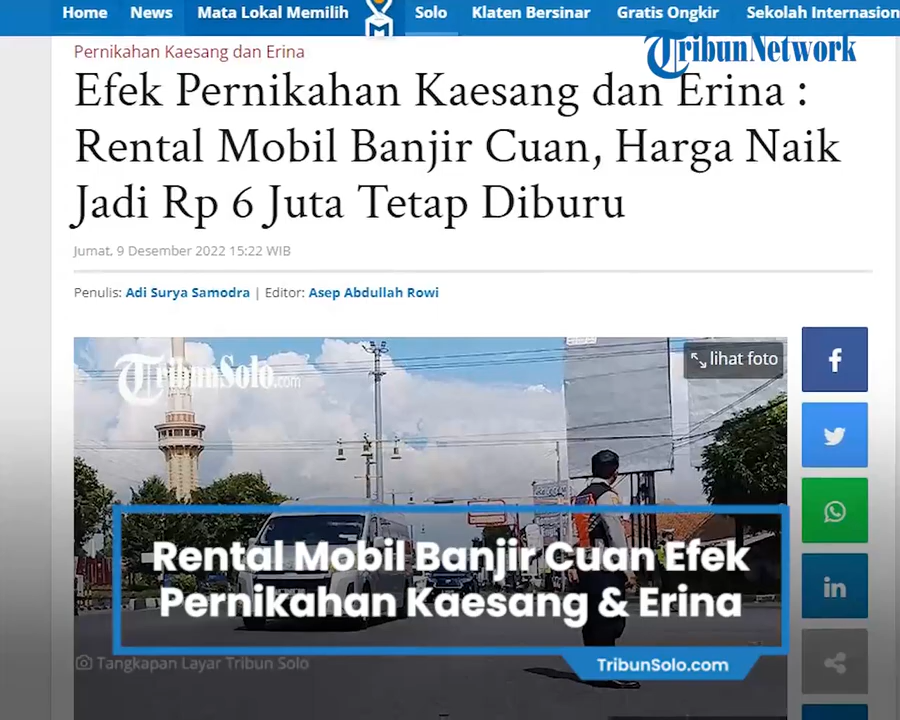 Home News Mata Lokal Memilih Solo Klaten Bersinar Gratis Ongkir Sekolah Internasion
Pernikahan Kaesang dan Erina
TribunNetwork
Efek Pernikahan Kaesang dan Erina :
Rental Mobil Banjir Cuan, Harga Naik
Jadi Rp 6 Juta Tetap Diburu
Jumat, 9 Desember 2022 15:22 WIB
Penulis: Adi Surya Samodra | Editor: Asep Abdullah Rowi
TribunSolo.com
lihat foto
Rental Mobil Banjir Cuan Efek
Pernikahan Kaesang & Erina
Tangkapan Layar Tribun Solo
TribunSolo.com